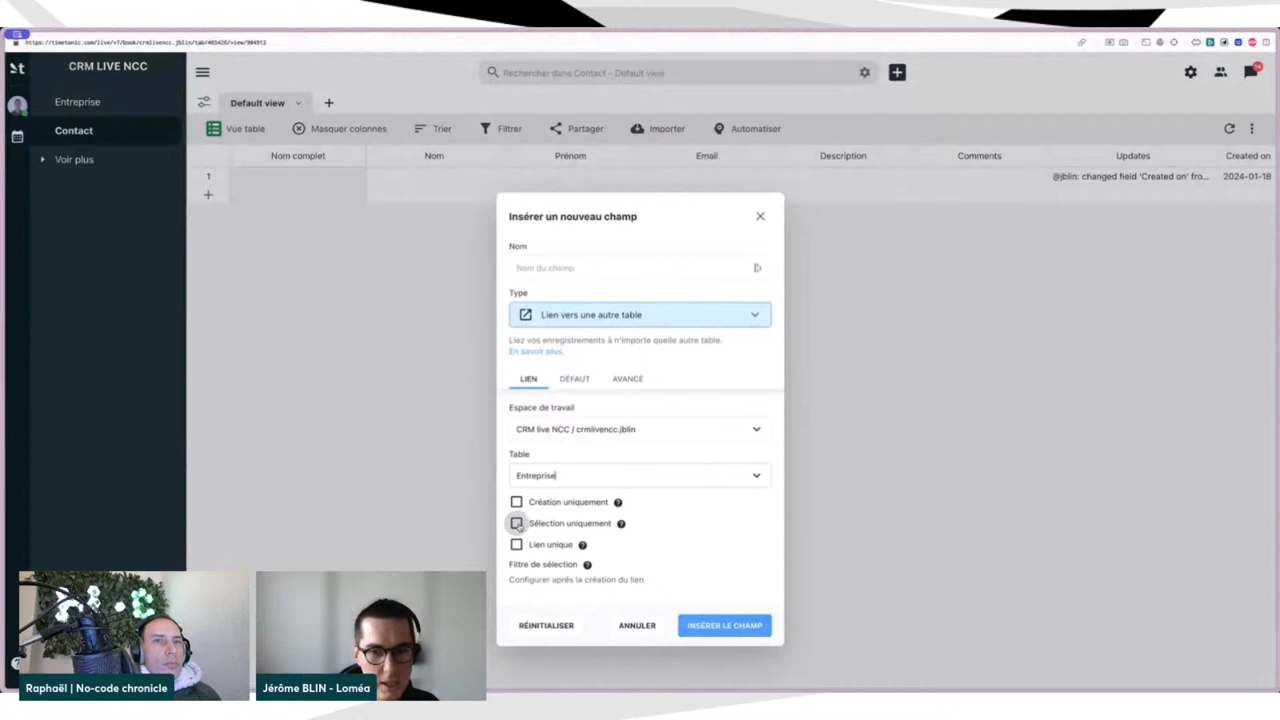 https://timetonic.com/live/v7/book/crmlivencc.jblin/tab/465426/view/904912
CRM LIVE NCC
Entreprise
Contact
Voir plus
Rechercher dans Contact - Default view
Default view
Vue table
Masquer colonnes
Trier
Filtrer
Partager
Importer
Automatiser
Nom complet
Nom
Prénom
Email
Description
Comments
Updates
Created on
1
@jblin: changed field 'Created on' fro...
2024-01-18
Insérer un nouveau champ
Nom
Nom du champ
Type
Lien vers une autre table
Liez vos enregistrements à n'importe quelle autre table.
En savoir plus.
LIEN
DÉFAUT
AVANCÉ
Espace de travail
CRM live NCC / crmlivencc.jblin
Table
Entreprise
Création uniquement
Sélection uniquement
Lien unique
Filtre de sélection
Configurer après la création du lien
RÉINITIALISER
ANNULER
INSÉRER LE CHAMP
Raphaël | No-code chronicle
Jérôme BLIN - Loméa